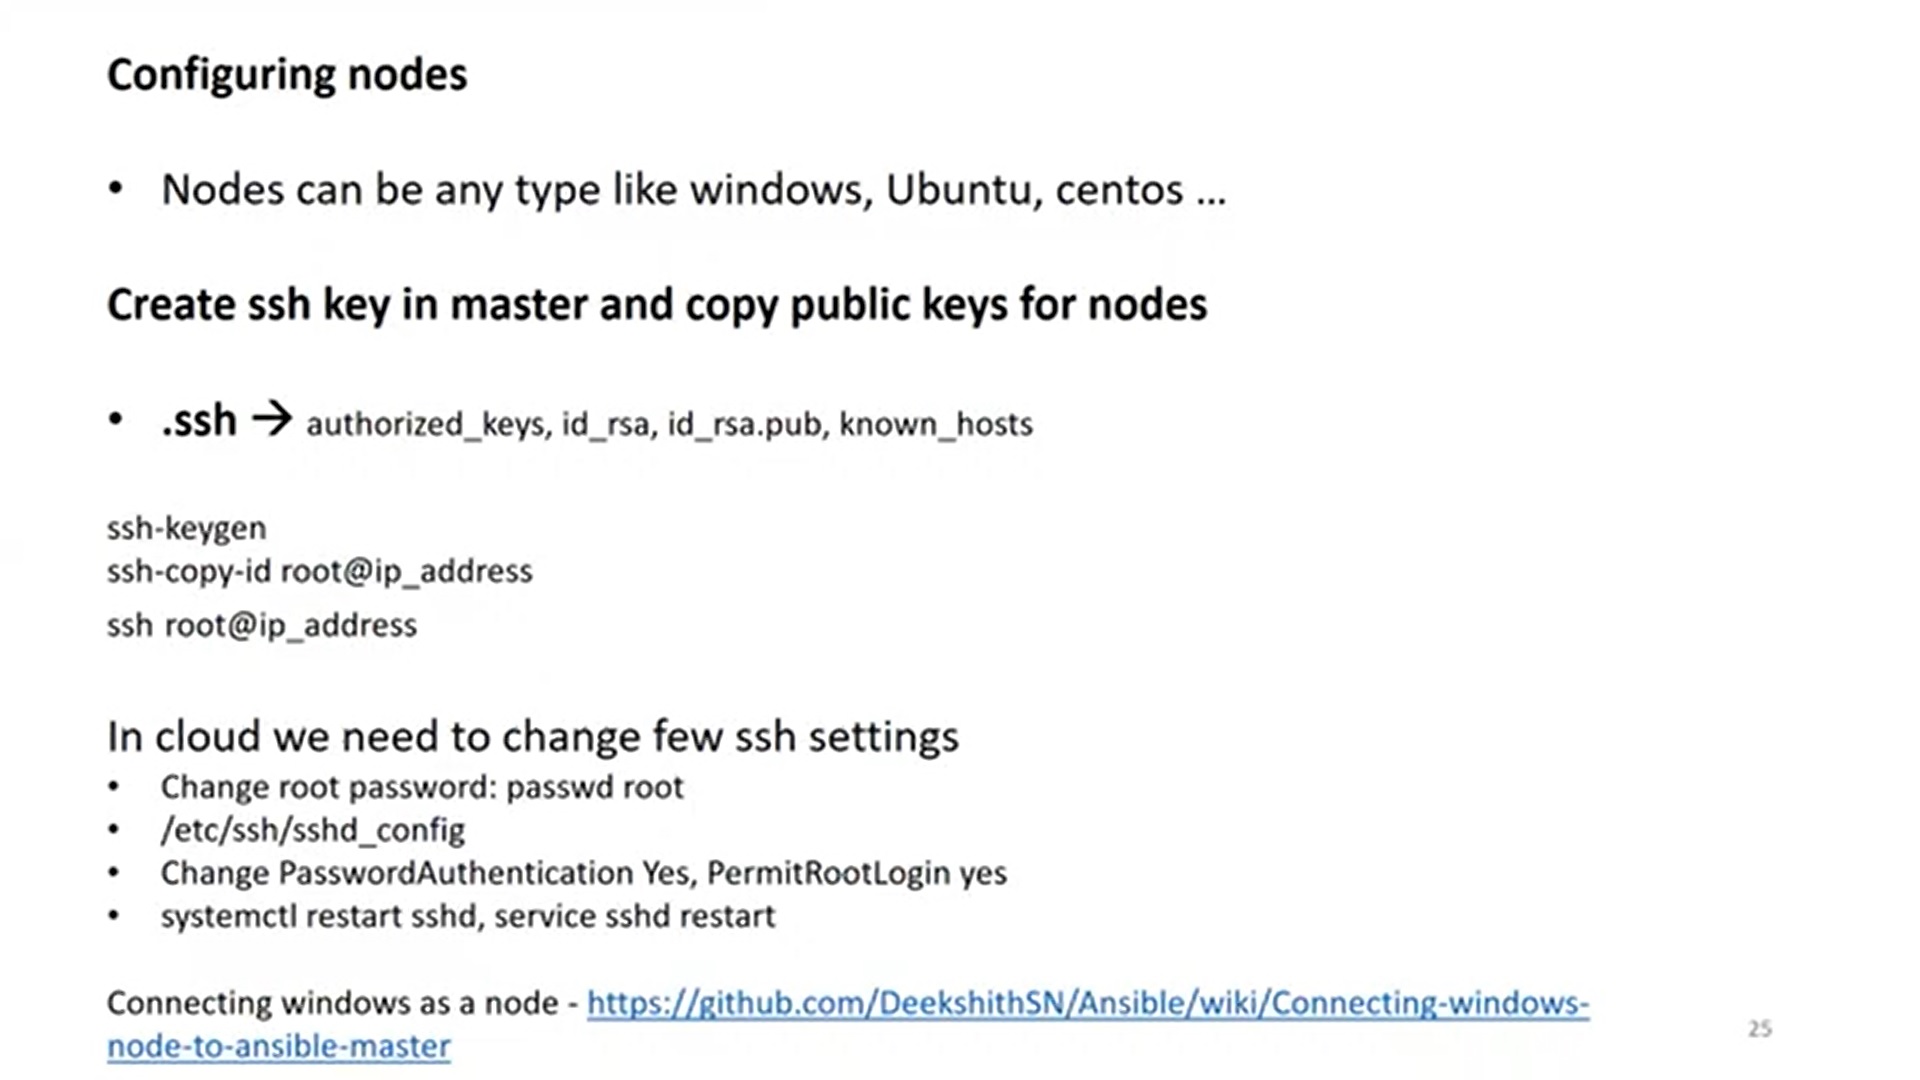 Configuring nodes
• Nodes can be any type like windows, Ubuntu, centos ...
Create ssh key in master and copy public keys for nodes
• .ssh → authorized_keys, id_rsa, id_rsa.pub, known_hosts
ssh-keygen
ssh-copy-id root@ip_address
ssh root@ip_address
In cloud we need to change few ssh settings
• Change root password: passwd root
• /etc/ssh/sshd_config
• Change PasswordAuthentication Yes, PermitRootLogin yes
• systemctl restart sshd, service sshd restart
Connecting windows as a node - https://github.com/DeekshithSN/Ansible/wiki/Connecting-windows-
node-to-ansible-master
25